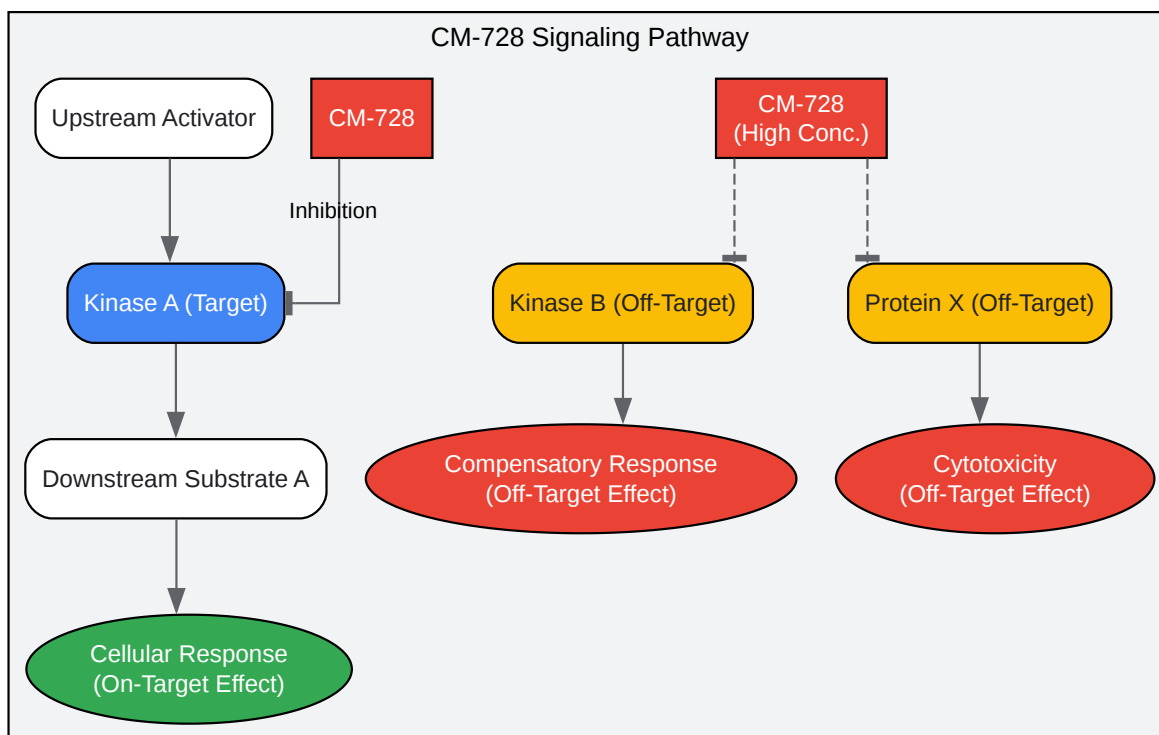 CM-728 Signaling Pathway
Upstream Activator
CM-728
CM-728
(High Conc.)
Inhibition
Kinase A (Target)
Kinase B (Off-Target)
Protein X (Off-Target)
Downstream Substrate A
Compensatory Response
(Off-Target Effect)
Cytotoxicity
(Off-Target Effect)
Cellular Response
(On-Target Effect)